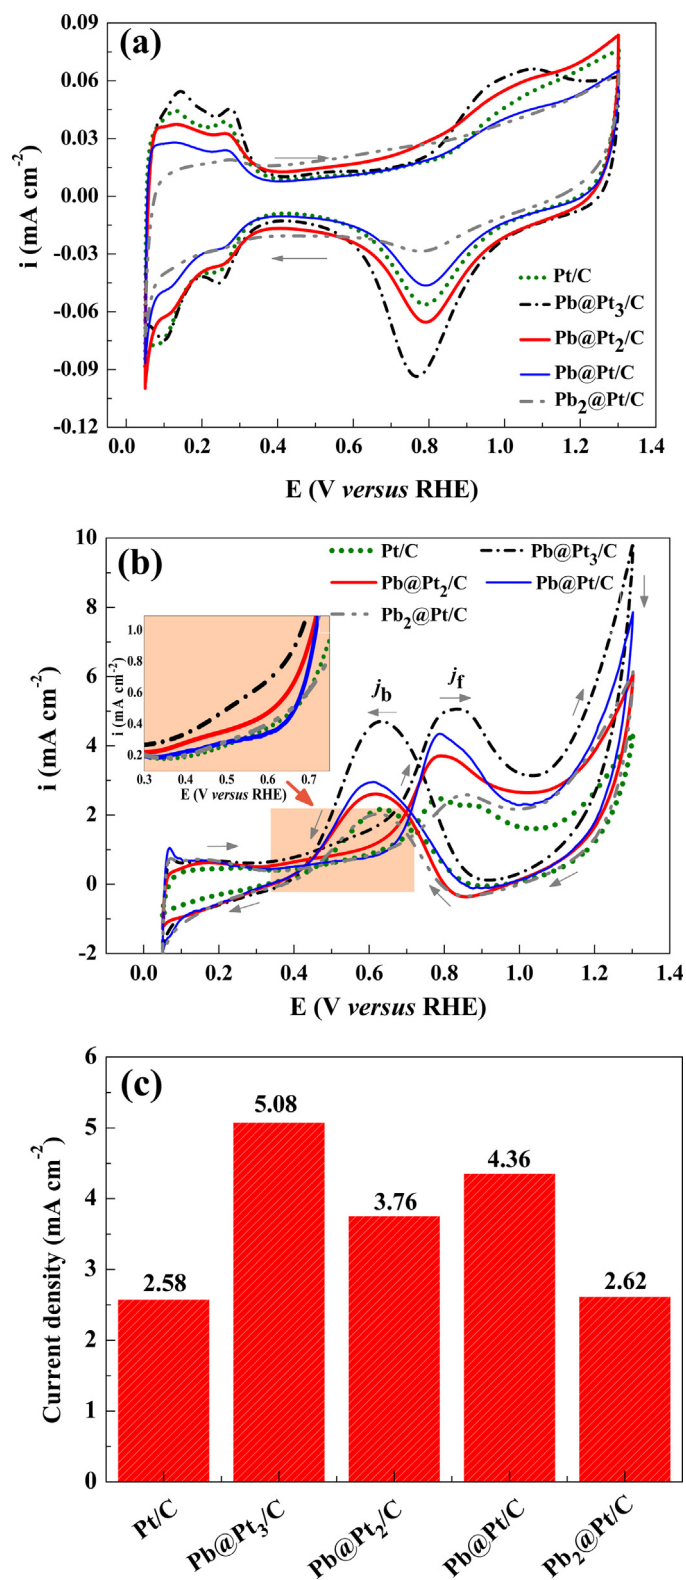 (a)
0.09
0.06
0.03
0.00
-0.03
-0.06
-0.09
-0.12
i (mA cm⁻²)
Pt/C
Pb@Pt₃/C
Pb@Pt₂/C
Pb@Pt/C
Pb₂@Pt/C
0.0 0.2 0.4 0.6 0.8 1.0 1.2 1.4
E (V versus RHE)
(b)
10
8
6
4
2
0
-2
i (mA cm⁻²)
Pt/C
Pb@Pt₃/C
Pb@Pt₂/C
Pb@Pt/C
Pb₂@Pt/C
1.0
0.8
0.6
0.4
0.2
i (mA cm⁻²)
0.3 0.4 0.5 0.6 0.7
E (V versus RHE)
j_b
j_f
0.0 0.2 0.4 0.6 0.8 1.0 1.2 1.4
E (V versus RHE)
(c)
6
5
4
3
2
1
0
Current density (mA cm⁻²)
2.58
5.08
3.76
4.36
2.62
Pt/C
Pb@Pt₃/C
Pb@Pt₂/C
Pb@Pt/C
Pb₂@Pt/C